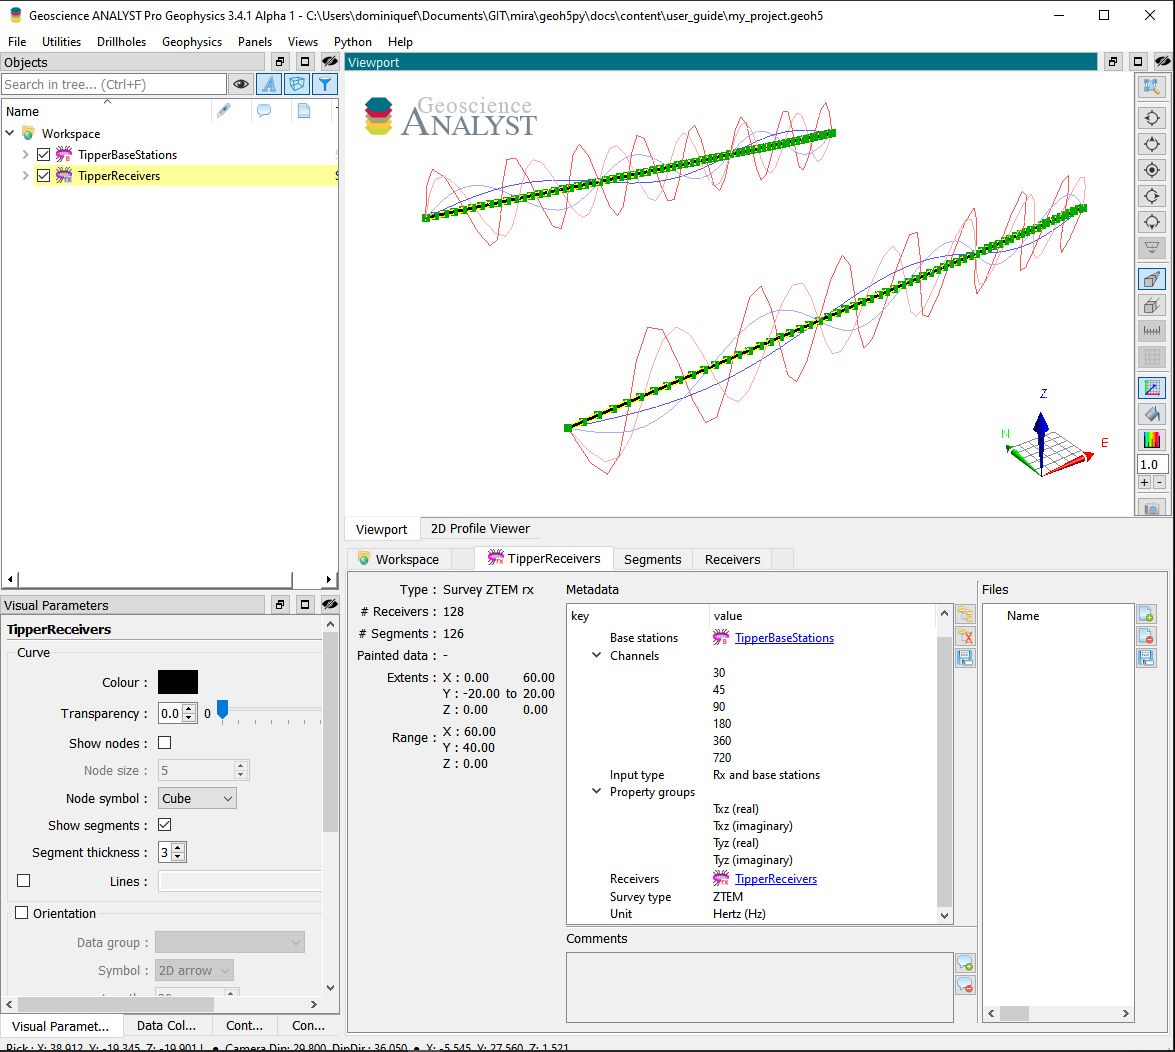 Geoscience ANALYST Pro Geophysics 3.4.1 Alpha 1 - C:\Users\dominiquef\Documents\GIT\mira\geoh5py\docs\content\user_guide\my_project.geoh5
File Utilities Drillholes Geophysics Panels Views Python Help
Objects
Search in tree... (Ctrl+F)
Name
Workspace
TipperBaseStations
TipperReceivers
Viewport
Geoscience
ANALYST
Z
N
E
1.0
+ -
Viewport 2D Profile Viewer
Visual Parameters
TipperReceivers
Curve
Colour :
Transparency : 0.0 0
Show nodes :
Node size : 5
Node symbol : Cube
Show segments :
Segment thickness : 3
Lines :
Orientation
Data group :
Symbol : 2D arrow
Visual Paramet... Data Col... Cont... Con...
Workspace TipperReceivers Segments Receivers
Type : Survey ZTEM rx
# Receivers : 128
# Segments : 126
Painted data : -
Extents : X : 0.00 60.00
Y : -20.00 to 20.00
Z : 0.00 0.00
Range : X : 60.00
Y : 40.00
Z : 0.00
Metadata
key value
Base stations TipperBaseStations
Channels
30
45
90
180
360
720
Input type Rx and base stations
Property groups
Txz (real)
Txz (imaginary)
Tyz (real)
Tyz (imaginary)
Receivers TipperReceivers
Survey type ZTEM
Unit Hertz (Hz)
Comments
Files
Name
Pick : X: 38.912, Y: -19.345, Z: -19.901 | • Camera Dip: 29.800, DipDir : 36.050 • X: -5.545, Y: 27.560, Z: 1.521